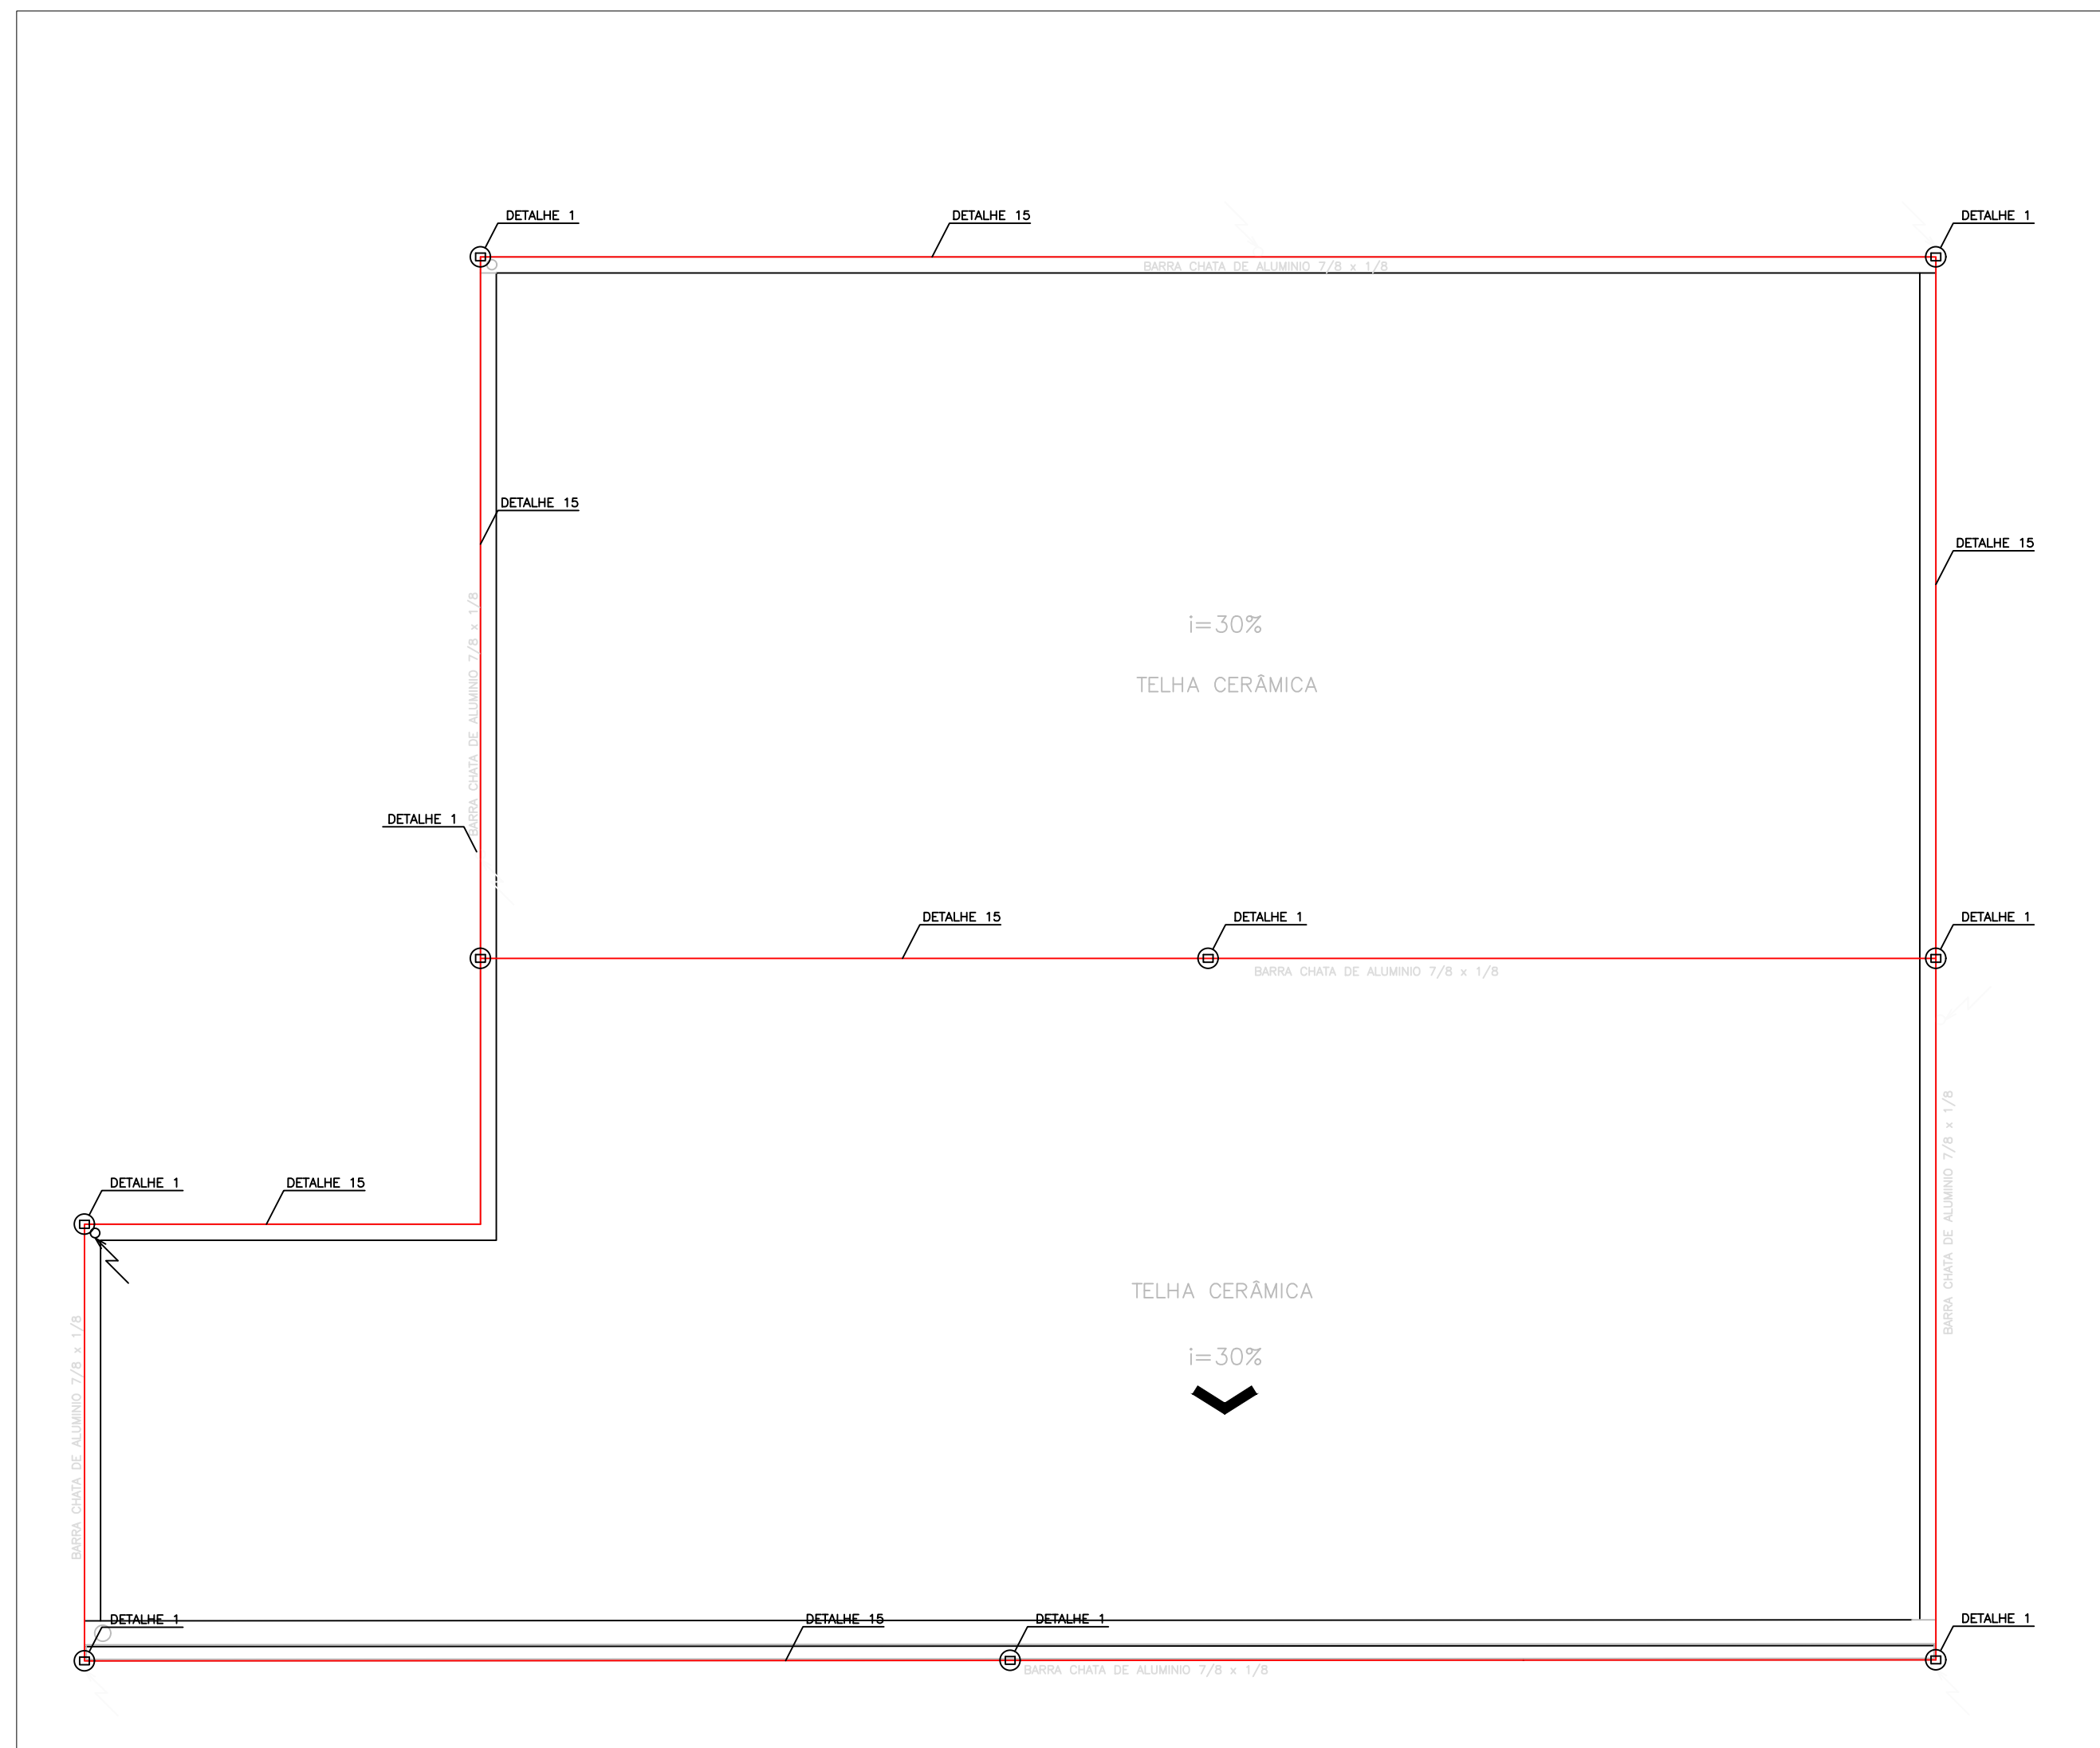 DETALHE 1
DETALHE 15
DETALHE 1
BARRA CHATA DE ALUMINIO 7/8 x 1/8
DETALHE 15
DETALHE 15
BARRA CHATA DE ALUMINIO 7/8 x 1/8
i=30%
TELHA CERÂMICA
DETALHE 1
DETALHE 15
DETALHE 1
DETALHE 1
BARRA CHATA DE ALUMINIO 7/8 x 1/8
BARRA CHATA DE ALUMINIO 7/8 x 1/8
DETALHE 1
DETALHE 15
TELHA CERÂMICA
i=30%
BARRA CHATA DE ALUMINIO 7/8 x 1/8
DETALHE 1
DETALHE 15
DETALHE 1
DETALHE 1
BARRA CHATA DE ALUMINIO 7/8 x 1/8